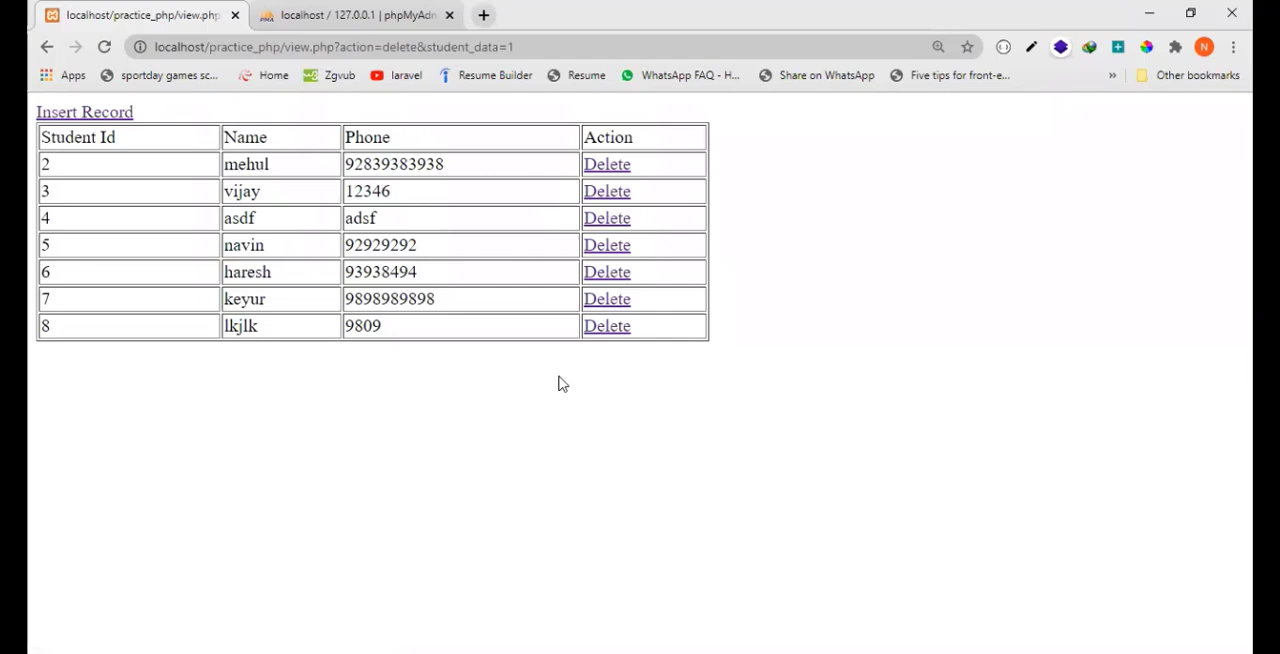 localhost/practice_php/view.php
localhost / 127.0.0.1 | phpMyAdn
localhost/practice_php/view.php?action=delete&student_data=1
N
Apps sportday games sc... Home Zgvub laravel Resume Builder Resume WhatsApp FAQ - H... Share on WhatsApp Five tips for front-e... » Other bookmarks
Insert Record
Student Id Name Phone Action
2 mehul 92839383938 Delete
3 vijay 12346 Delete
4 asdf adsf Delete
5 navin 92929292 Delete
6 haresh 93938494 Delete
7 keyur 9898989898 Delete
8 lkjlk 9809 Delete